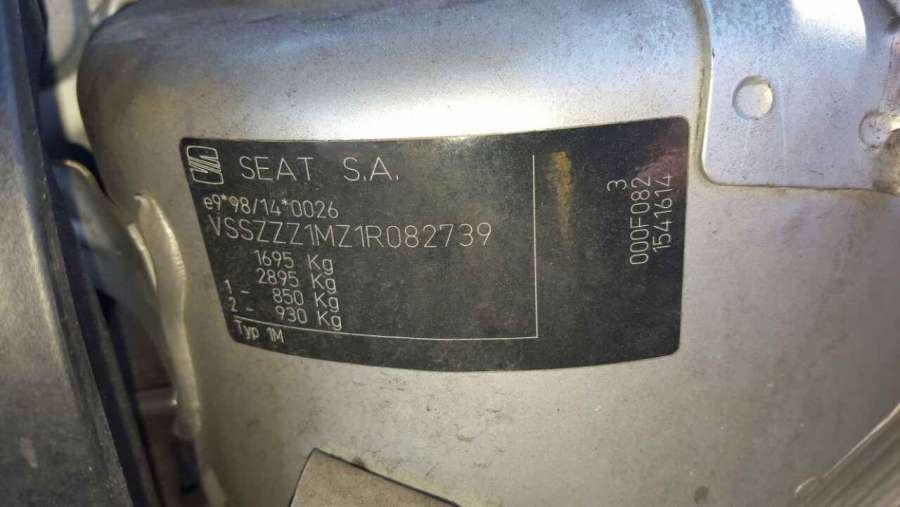 SEAT S.A.
e9*98/14*0026
VSSZZZ1MZ1R082739
1695 Kg
2895 Kg
1 - 850 Kg
2 - 930 Kg
Typ 1M
3
000F082
1541614